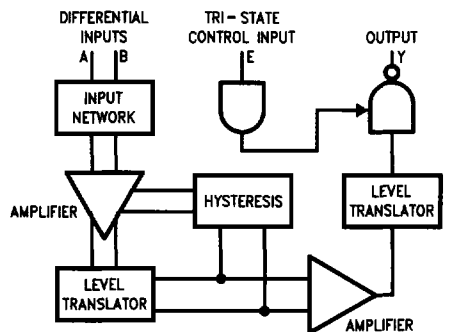 DIFFERENTIAL
INPUTS
A
B
TRI-STATE
CONTROL INPUT
E
OUTPUT
Y
INPUT
NETWORK
AMPLIFIER
HYSTERESIS
LEVEL
TRANSLATOR
LEVEL
TRANSLATOR
AMPLIFIER